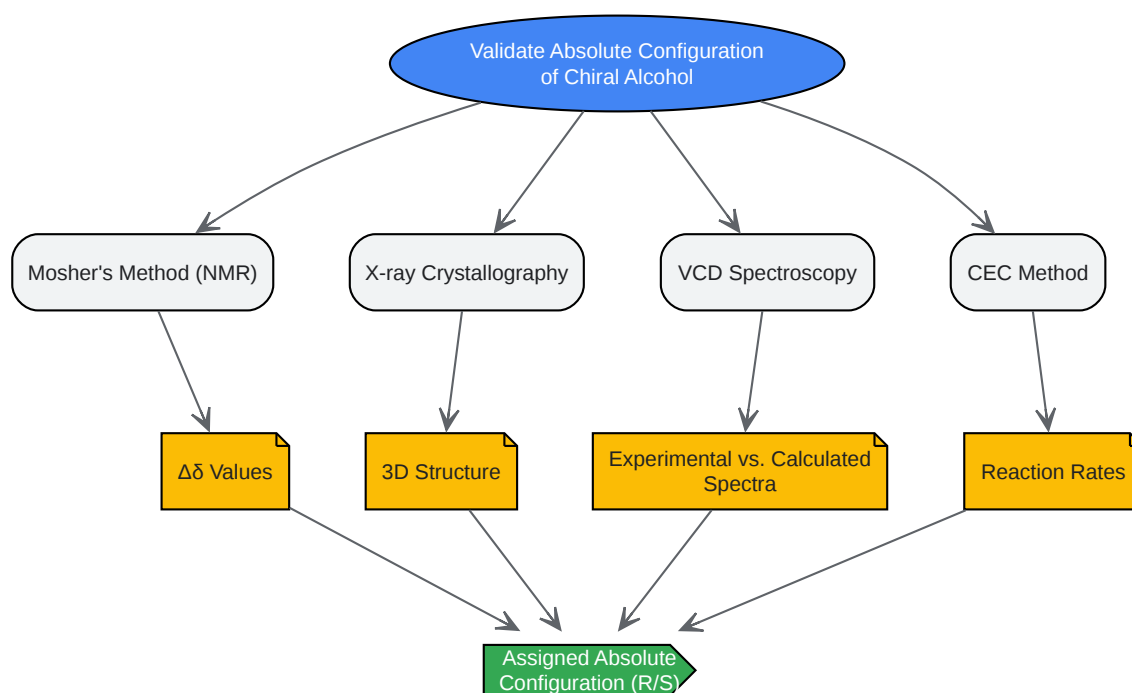 Validate Absolute Configuration
of Chiral Alcohol
Mosher's Method (NMR)
X-ray Crystallography
VCD Spectroscopy
CEC Method
Δδ Values
3D Structure
Experimental vs. Calculated
Spectra
Reaction Rates
Assigned Absolute
Configuration (R/S)